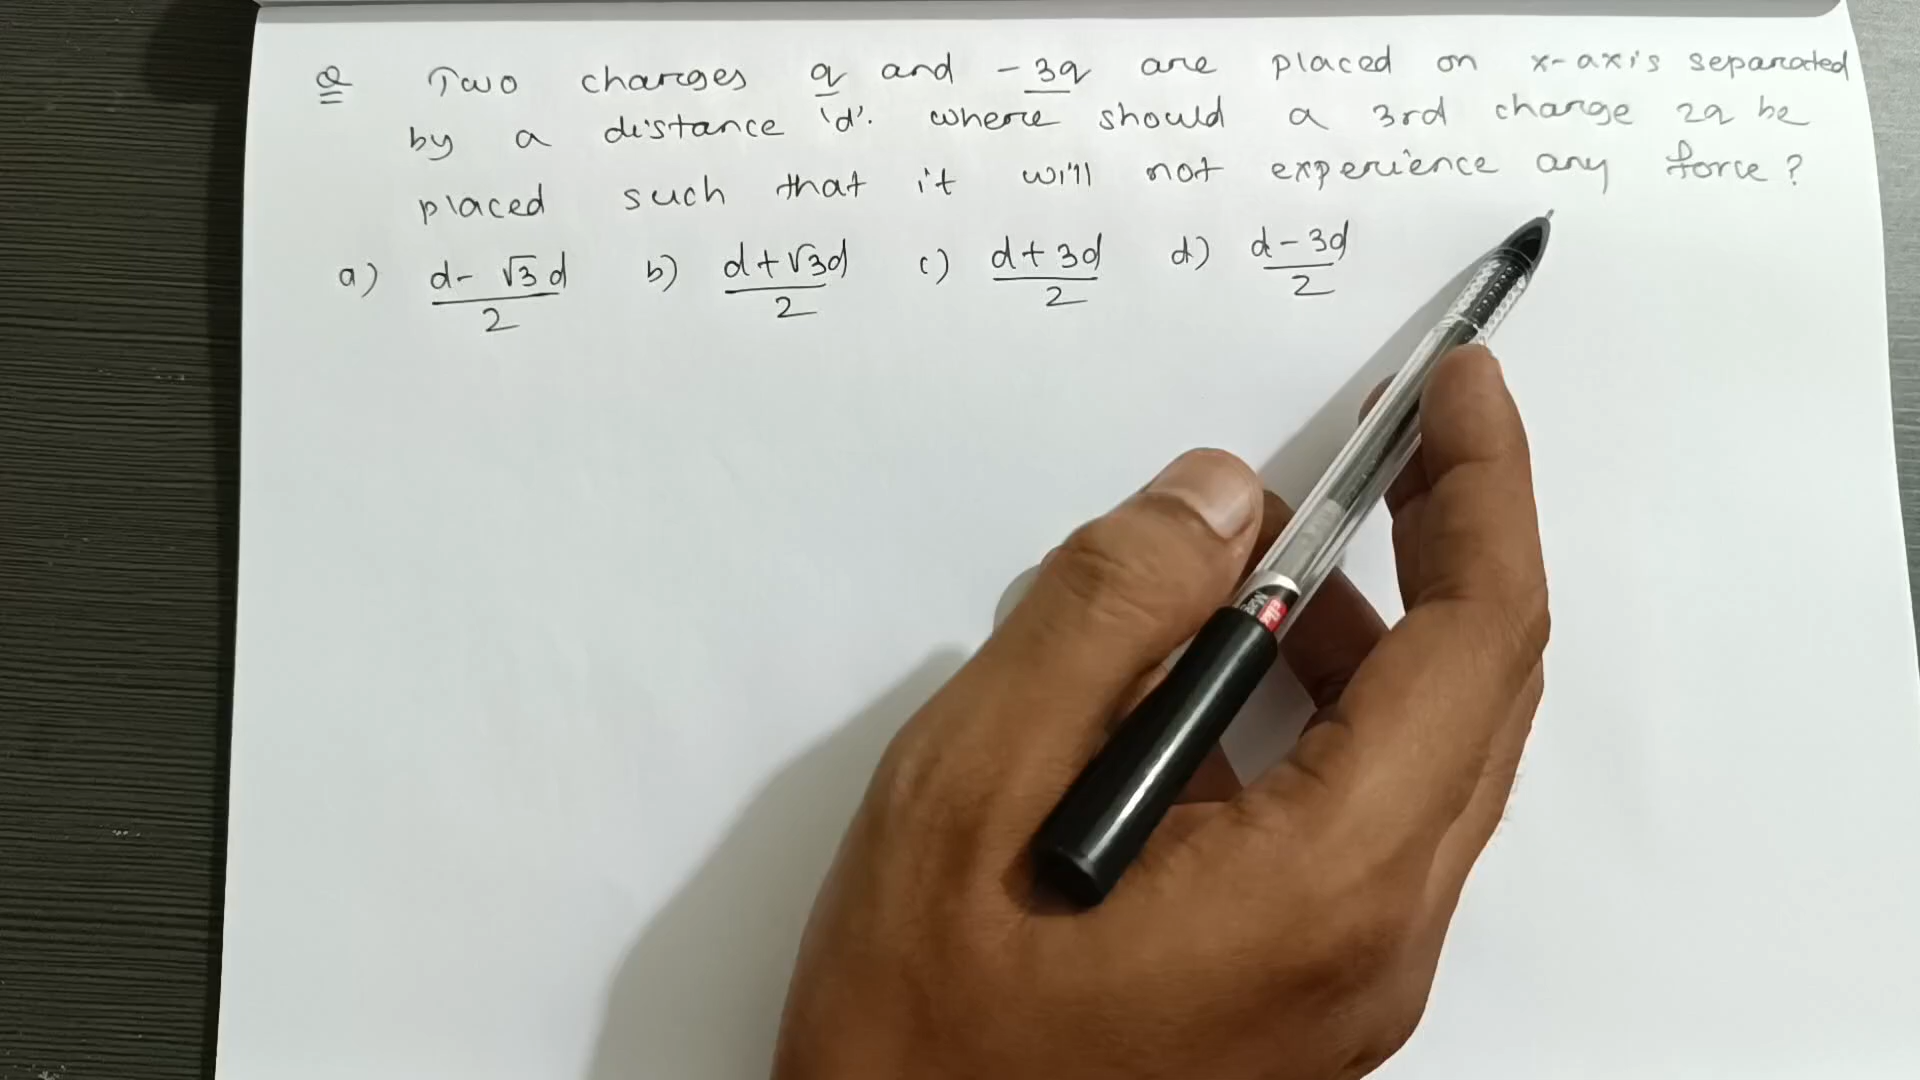 Q Two charges q and -3q are placed on x-axis separated
by a distance 'd'. where should a 3rd charge 2q be
placed such that it will not experience any force?
a) (d-√3d)/2 b) (d+√3d)/2 c) (d+3d)/2 d) (d-3d)/2